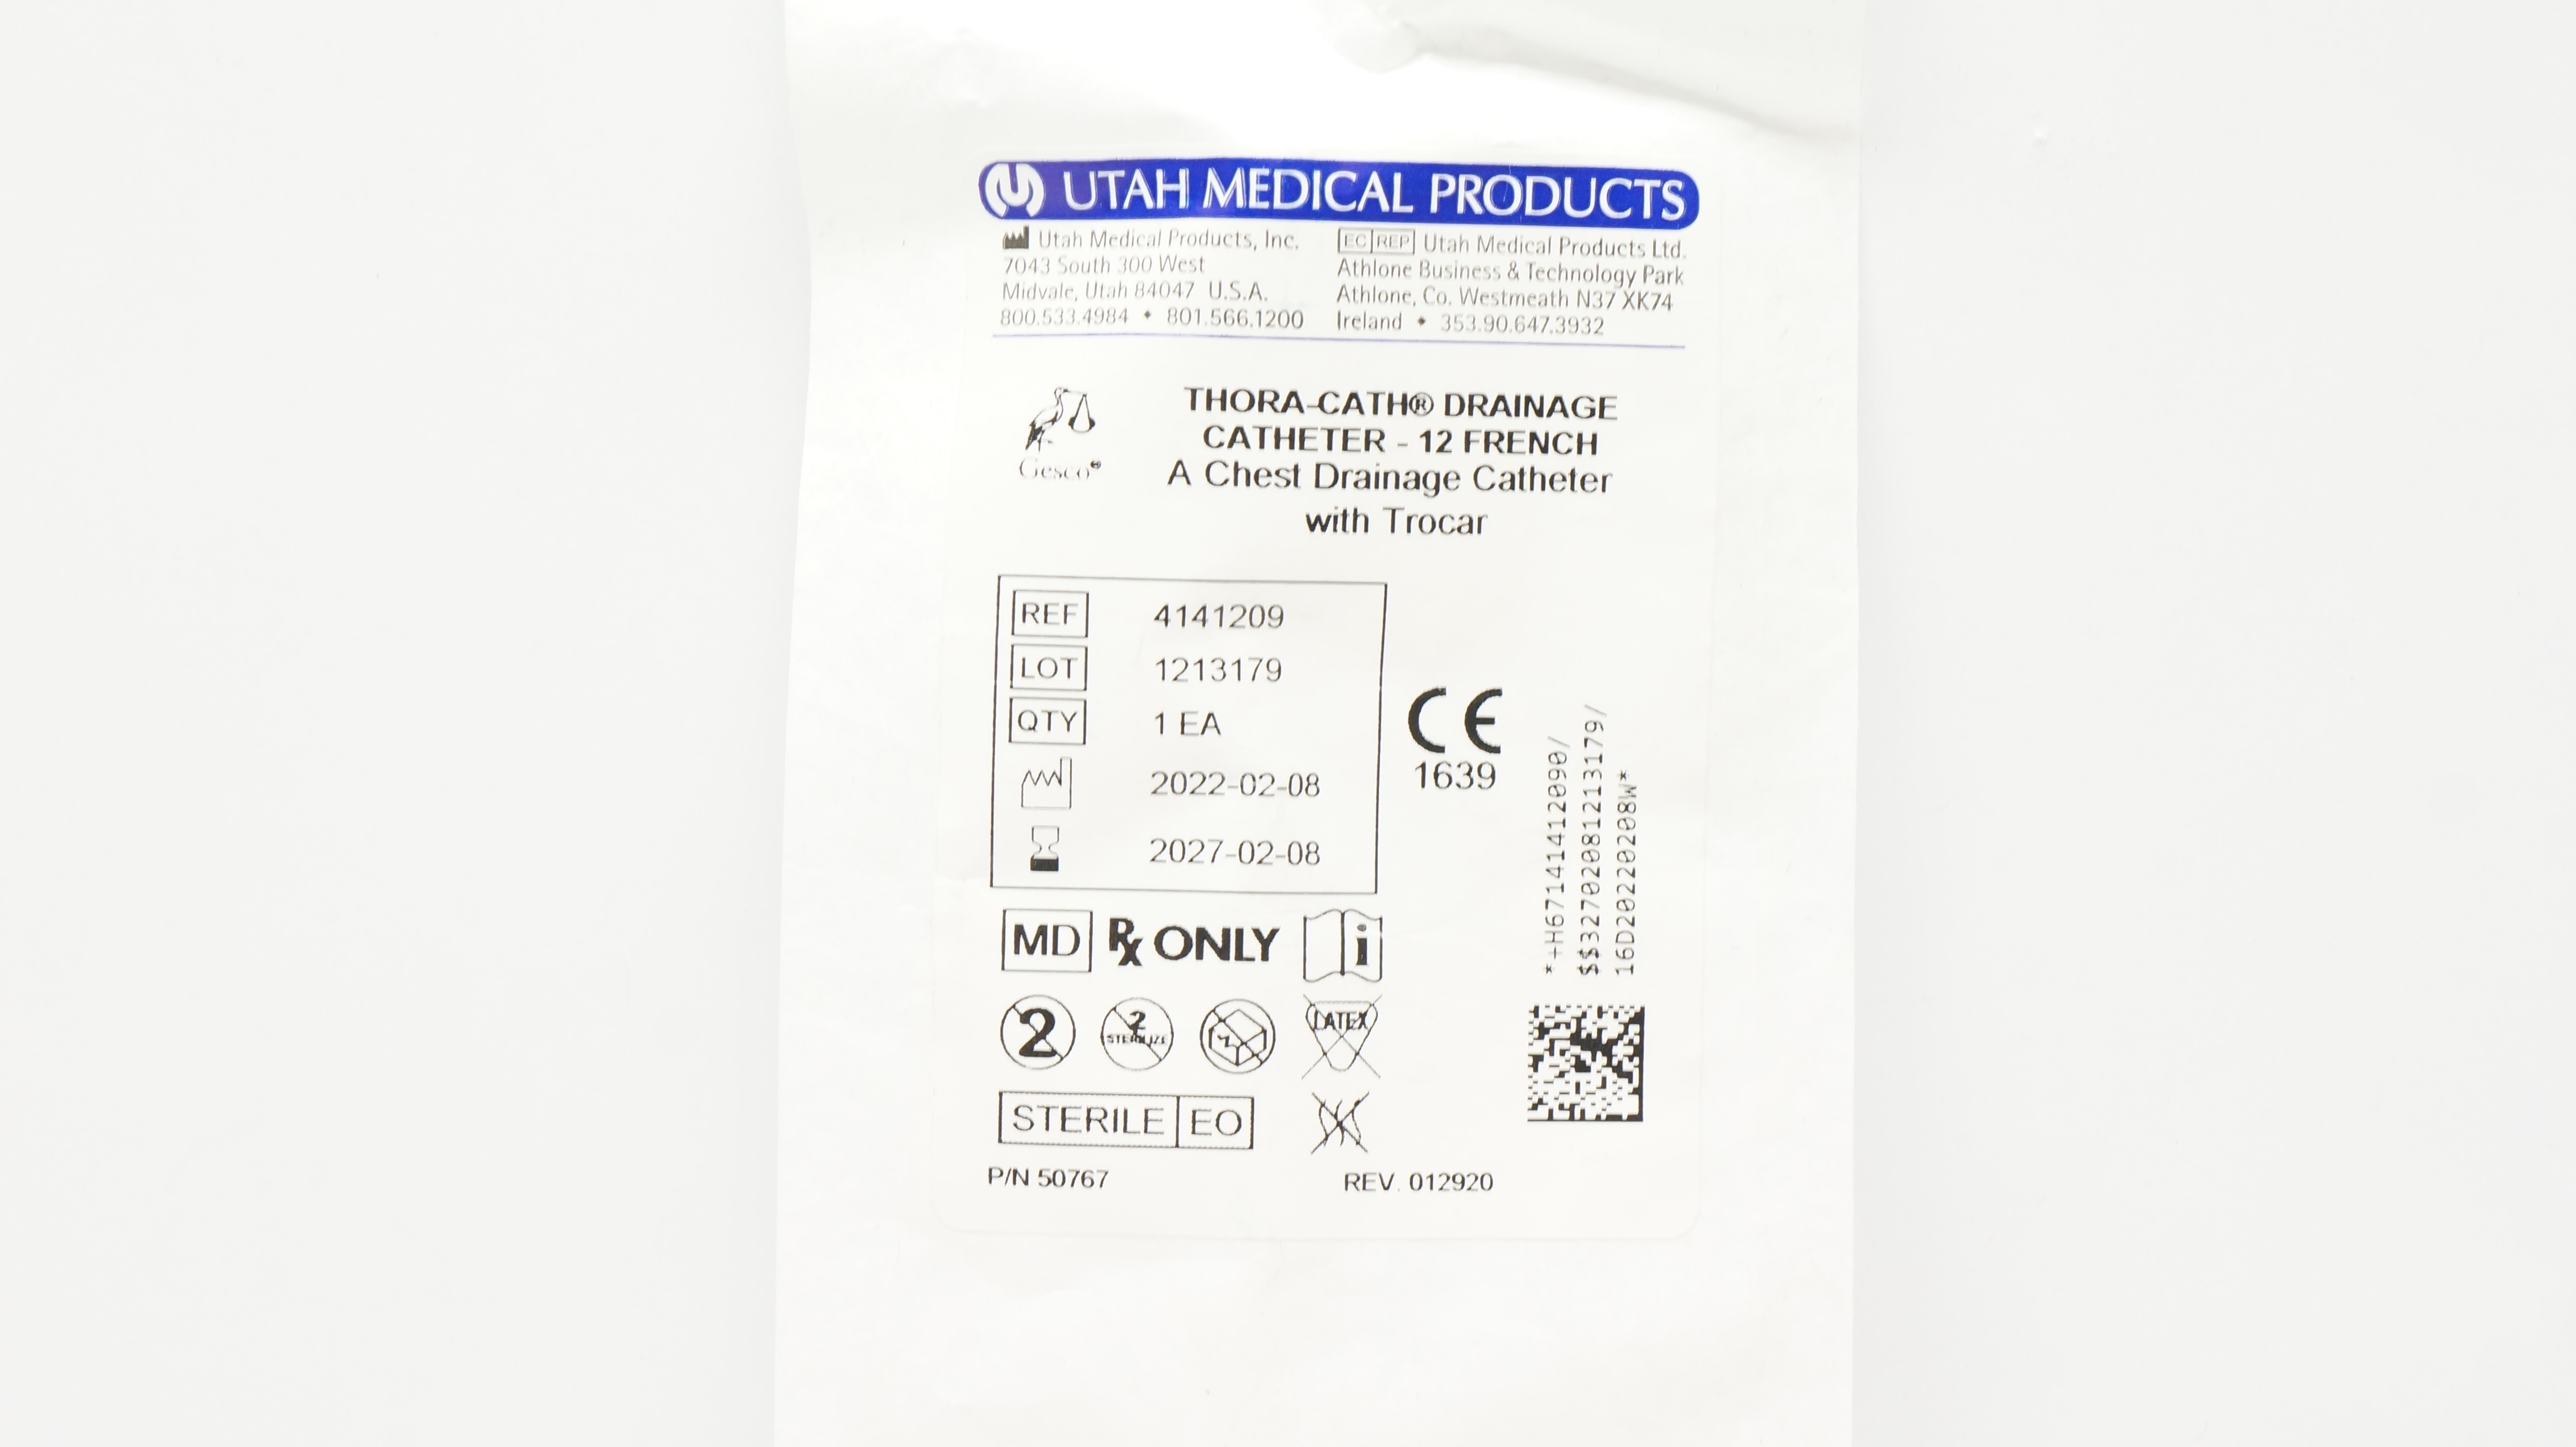 UTAH MEDICAL PRODUCTS
Utah Medical Products, Inc.
7043 South 300 West
Midvale, Utah 84047 U.S.A.
800.533.4984 • 801.566.1200
EC REP Utah Medical Products Ltd.
Athlone Business & Technology Park
Athlone, Co. Westmeath N37 XK74
Ireland • 353.90.647.3932
Gesco®
THORA-CATH® DRAINAGE
CATHETER - 12 FRENCH
A Chest Drainage Catheter
with Trocar
REF 4141209
LOT 1213179
QTY 1 EA
2022-02-08
2027-02-08
CE
1639
*+H67141412090/
$$32702081213179/
16D20220208W*
MD Rx ONLY i
2
2 STERILIZE
LATEX
STERILE EO
P/N 50767
REV. 012920